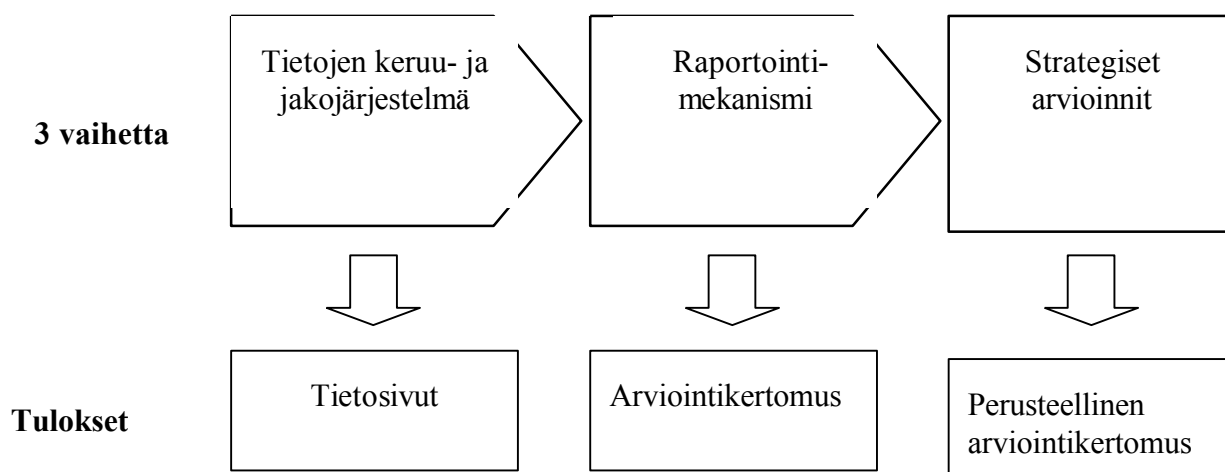 Tietojen keruu- ja
jakojärjestelmä
Raportointi-
mekanismi
Strategiset
arvioinnit
3 vaihetta
Tietosivut
Arviointikertomus
Perusteellinen
arviointikertomus
Tulokset